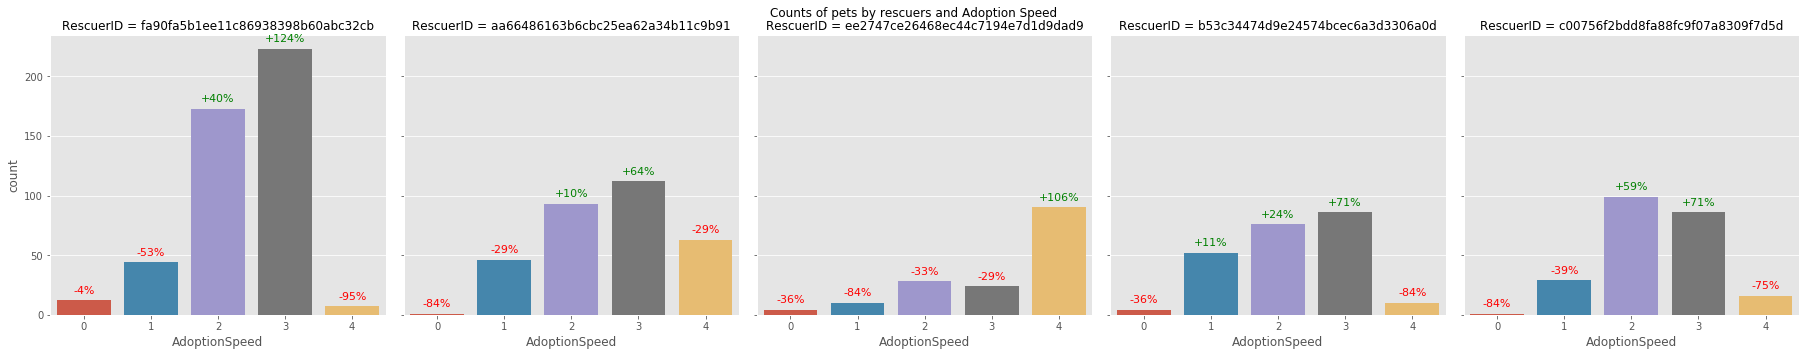 Counts of pets by rescuers and Adoption Speed
RescuerID = fa90fa5b1ee11c86938398b60abc32cb
RescuerID = aa66486163b6cbc25ea62a34b11c9b91
RescuerID = ee2747ce26468ec44c7194e7d1d9dad9
RescuerID = b53c34474d9e24574bcec6a3d3306a0d
RescuerID = c00756f2bdd8fa88fc9f07a8309f7d5d
count
200
150
100
50
0
-4%
-53%
+40%
+124%
-95%
0 1 2 3 4
AdoptionSpeed
-84%
-29%
+10%
+64%
-29%
0 1 2 3 4
AdoptionSpeed
-36%
-84%
-33%
-29%
+106%
0 1 2 3 4
AdoptionSpeed
-36%
+11%
+24%
+71%
-84%
0 1 2 3 4
AdoptionSpeed
-84%
-39%
+59%
+71%
-75%
0 1 2 3 4
AdoptionSpeed